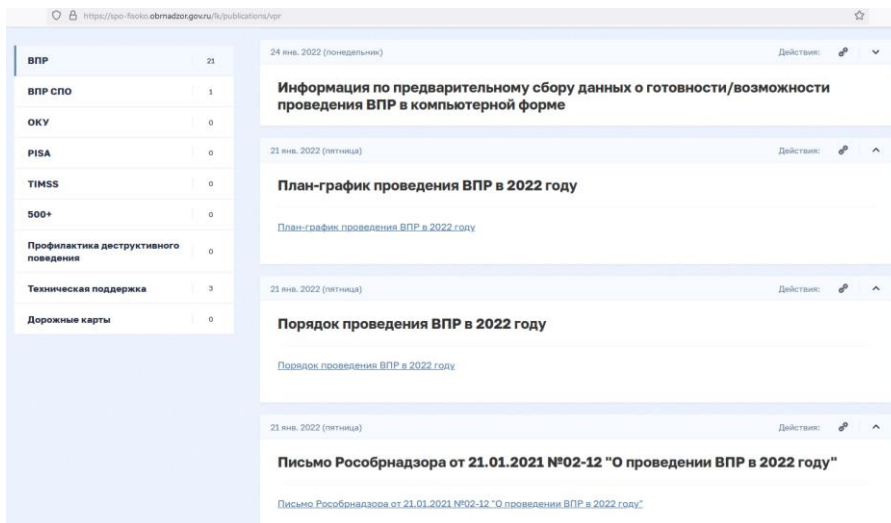 https://spo-fisoko.obrnadzor.gov.ru/lk/publications/vpr
ВПР 21
ВПР СПО 1
ОКУ 0
PISA 0
TIMSS 0
500+ 0
Профилактика деструктивного
поведения 0
Техническая поддержка 3
Дорожные карты 0
24 янв. 2022 (понедельник) Действия:
Информация по предварительному сбору данных о готовности/возможности
проведения ВПР в компьютерной форме
21 янв. 2022 (пятница) Действия:
План-график проведения ВПР в 2022 году
План-график проведения ВПР в 2022 году
21 янв. 2022 (пятница) Действия:
Порядок проведения ВПР в 2022 году
Порядок проведения ВПР в 2022 году
21 янв. 2022 (пятница) Действия:
Письмо Рособрнадзора от 21.01.2021 №02-12 "О проведении ВПР в 2022 году"
Письмо Рособрнадзора от 21.01.2021 №02-12 "О проведении ВПР в 2022 году"